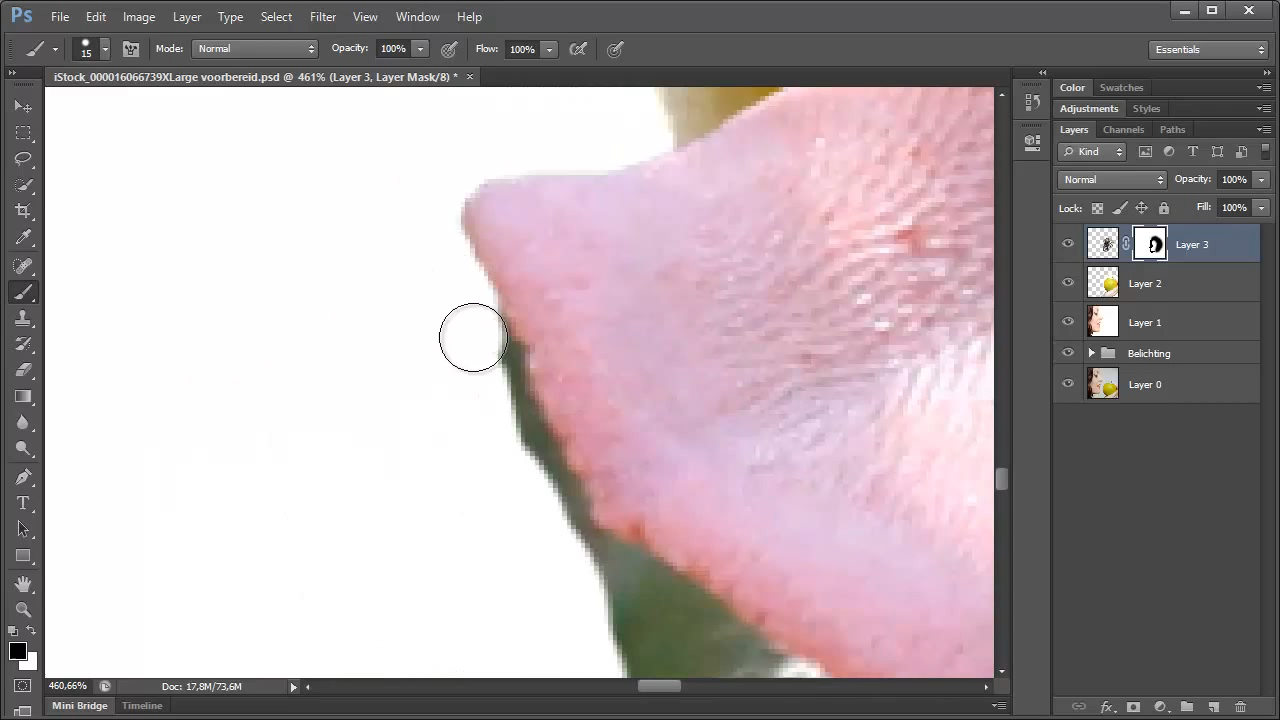 Ps File Edit Image Layer Type Select Filter View Window Help
15 Mode: Normal Opacity: 100% Flow: 100% Essentials
iStock_000016066739XLarge voorbereid.psd @ 461% (Layer 3, Layer Mask/8) * ×
Color Swatches
Adjustments Styles
Layers Channels Paths
Kind
Normal Opacity: 100%
Lock: Fill: 100%
Layer 3
Layer 2
Layer 1
Belichting
Layer 0
460,66% Doc: 17,8M/73,6M
Mini Bridge Timeline